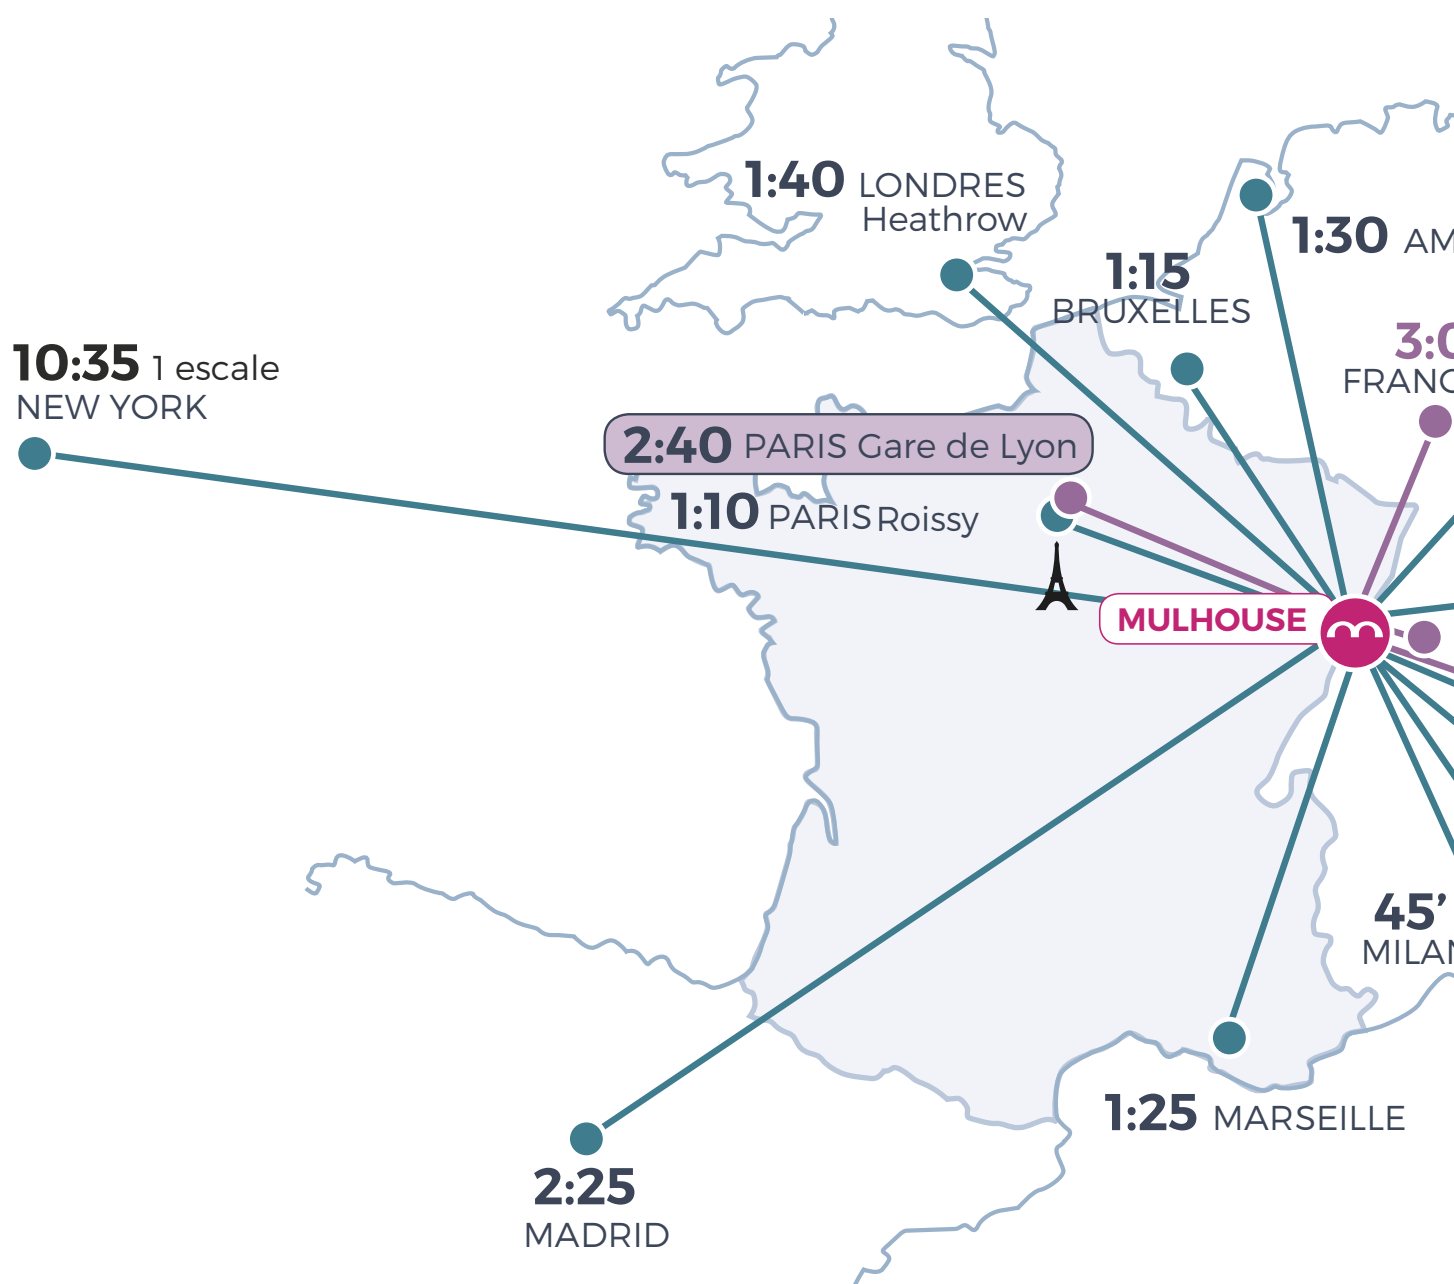 1:40 LONDRES
Heathrow
1:30
1:15
BRUXELLES
10:35 1 escale
NEW YORK
2:40 PARIS Gare de Lyon
1:10 PARIS Roissy
MULHOUSE
45’
1:25 MARSEILLE
2:25
MADRID